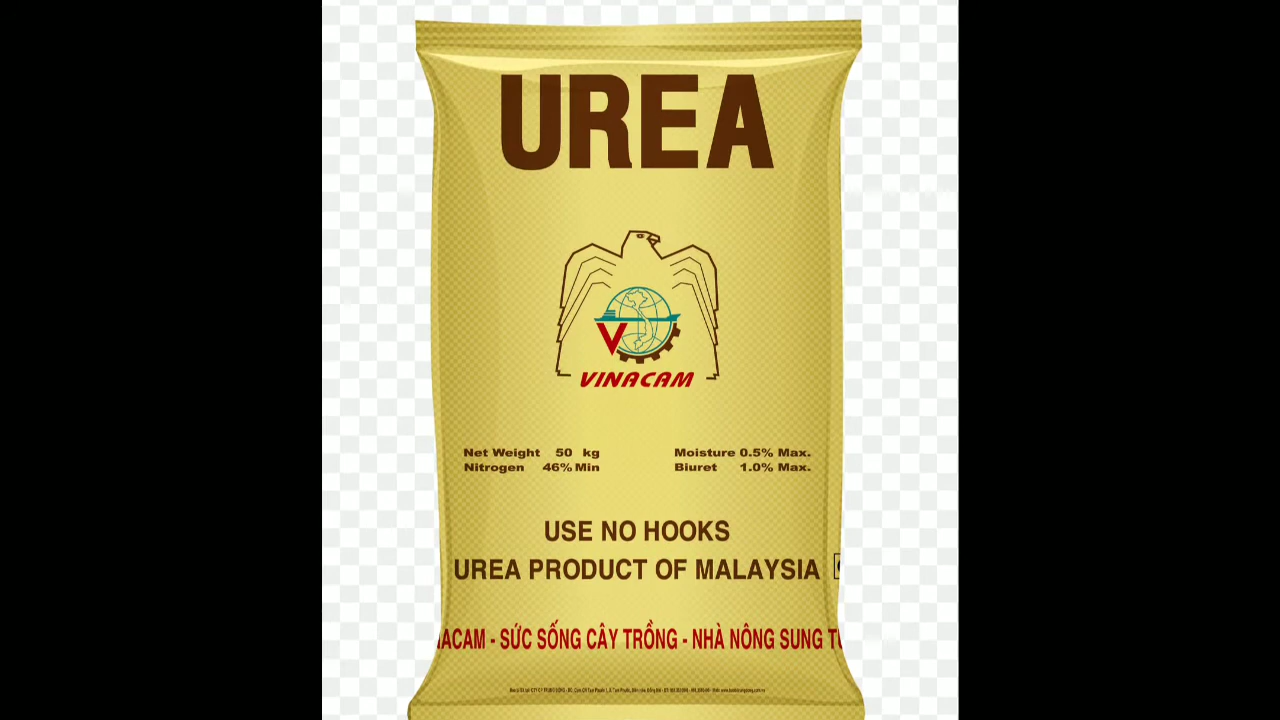 UREA
V
VINACAM
Net Weight 50 kg Moisture 0.5% Max.
Nitrogen 46% Min Biuret 1.0% Max.
USE NO HOOKS
UREA PRODUCT OF MALAYSIA
ACAM - SỨC SỐNG CÂY TRỒNG - NHÀ NÔNG SUNG